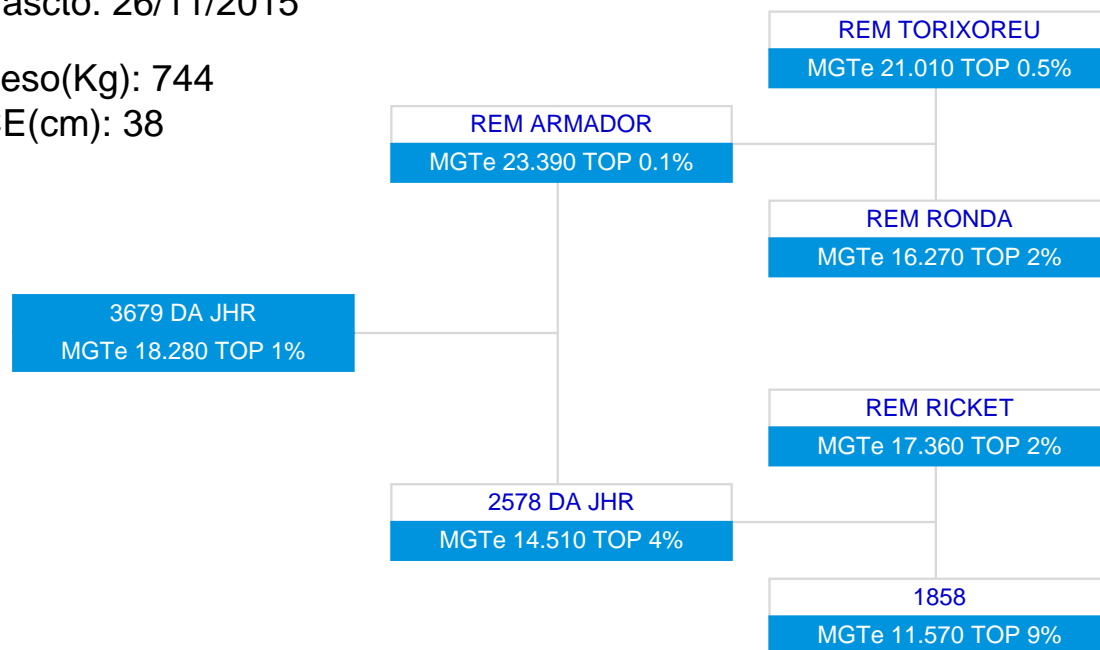 ascto: 26/11/2015
eso(Kg): 744
E(cm): 38
REM TORIXOREU
MGTe 21.010 TOP 0.5%
REM ARMADOR
MGTe 23.390 TOP 0.1%
REM RONDA
MGTe 16.270 TOP 2%
3679 DA JHR
MGTe 18.280 TOP 1%
REM RICKET
MGTe 17.360 TOP 2%
2578 DA JHR
MGTe 14.510 TOP 4%
1858
MGTe 11.570 TOP 9%